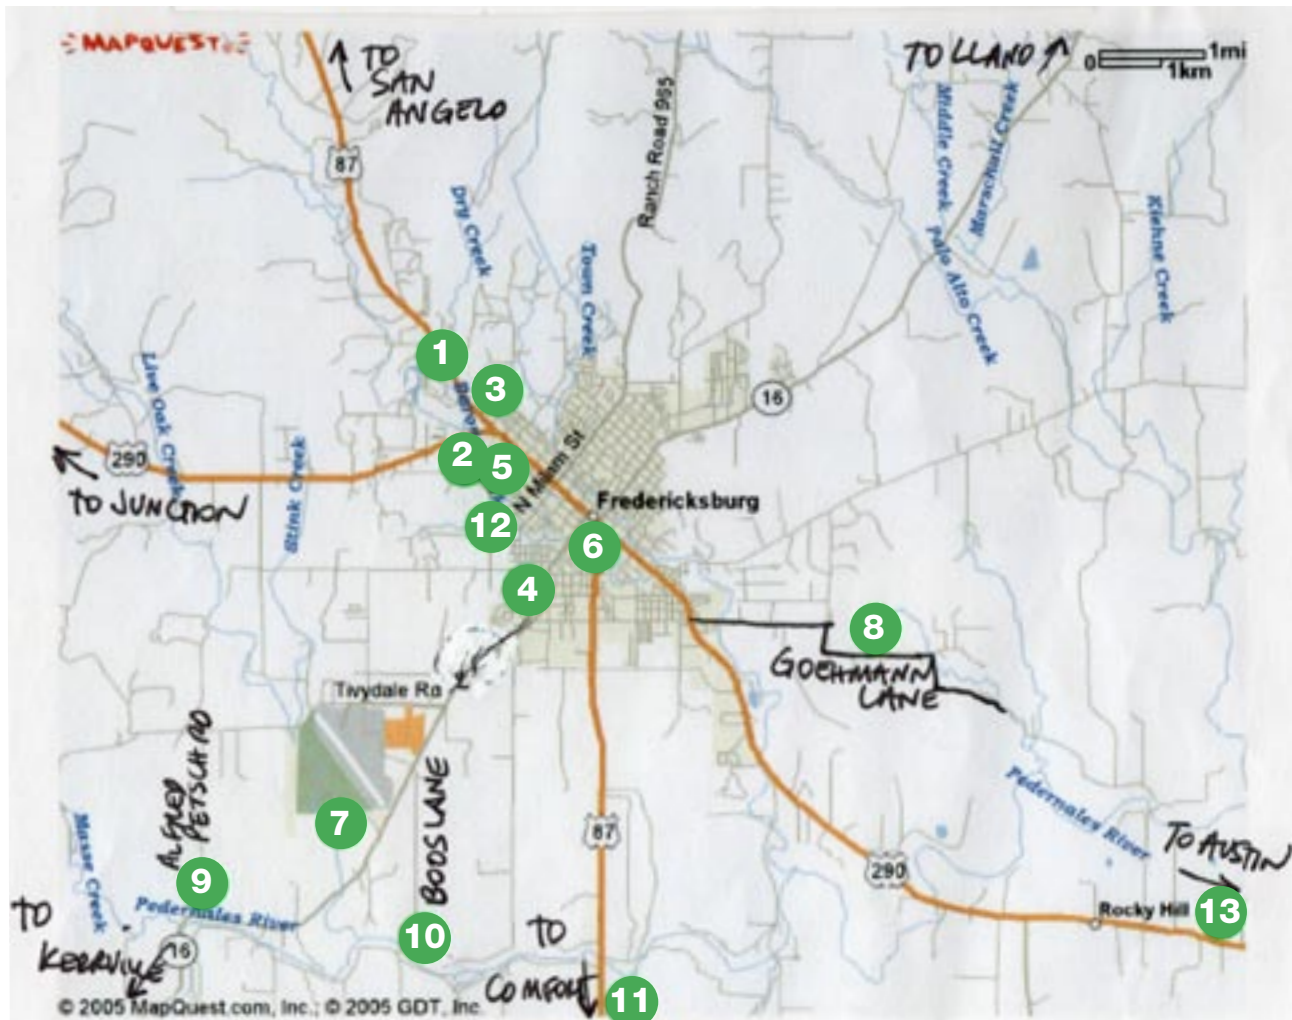 MAPQUEST
TO
SAN
ANGELO
TO LLANO
0
1mi
1km
87
Ranch Road 965
Middle Creek
Marschall Creek
Palo Alto Creek
Kiehne Creek
Dry Creek
Town Creek
Live Oak Creek
Stink Creek
1
3
16
290
TO JUNCTION
2
5
N Milam St
Fredericksburg
12
6
4
8
GOEHMANN
LANE
Tivydale Rd
ALFRED
PETSCH RD
BOOS LANE
7
87
Pedernales River
290
TO AUSTIN
Masse Creek
9
Pedernales River
10
Rocky Hill
13
TO
KERRVILLE
16
TO
COMFORT
11
© 2005 MapQuest.com, Inc.; © 2005 GDT, Inc.